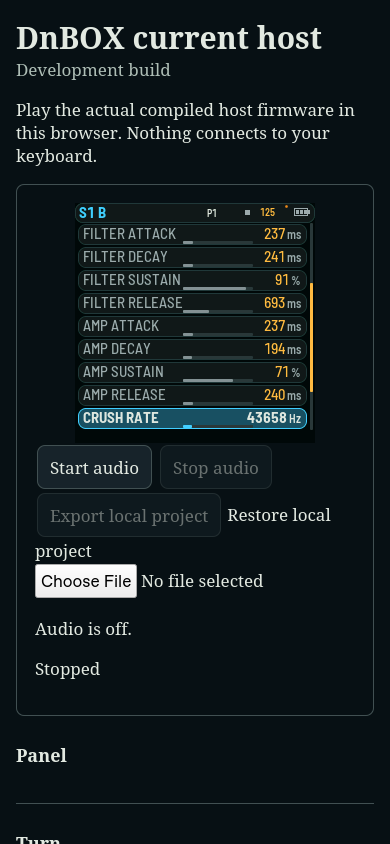 DnBOX current host
Development build
Play the actual compiled host firmware in
this browser. Nothing connects to your
keyboard.
S1 B P1 125
FILTER ATTACK 237 ms
FILTER DECAY 241 ms
FILTER SUSTAIN 91 %
FILTER RELEASE 693 ms
AMP ATTACK 237 ms
AMP DECAY 194 ms
AMP SUSTAIN 71 %
AMP RELEASE 240 ms
CRUSH RATE 43658 Hz
Start audio Stop audio
Export local project Restore local
project
Choose File No file selected
Audio is off.
Stopped
Panel
Turn